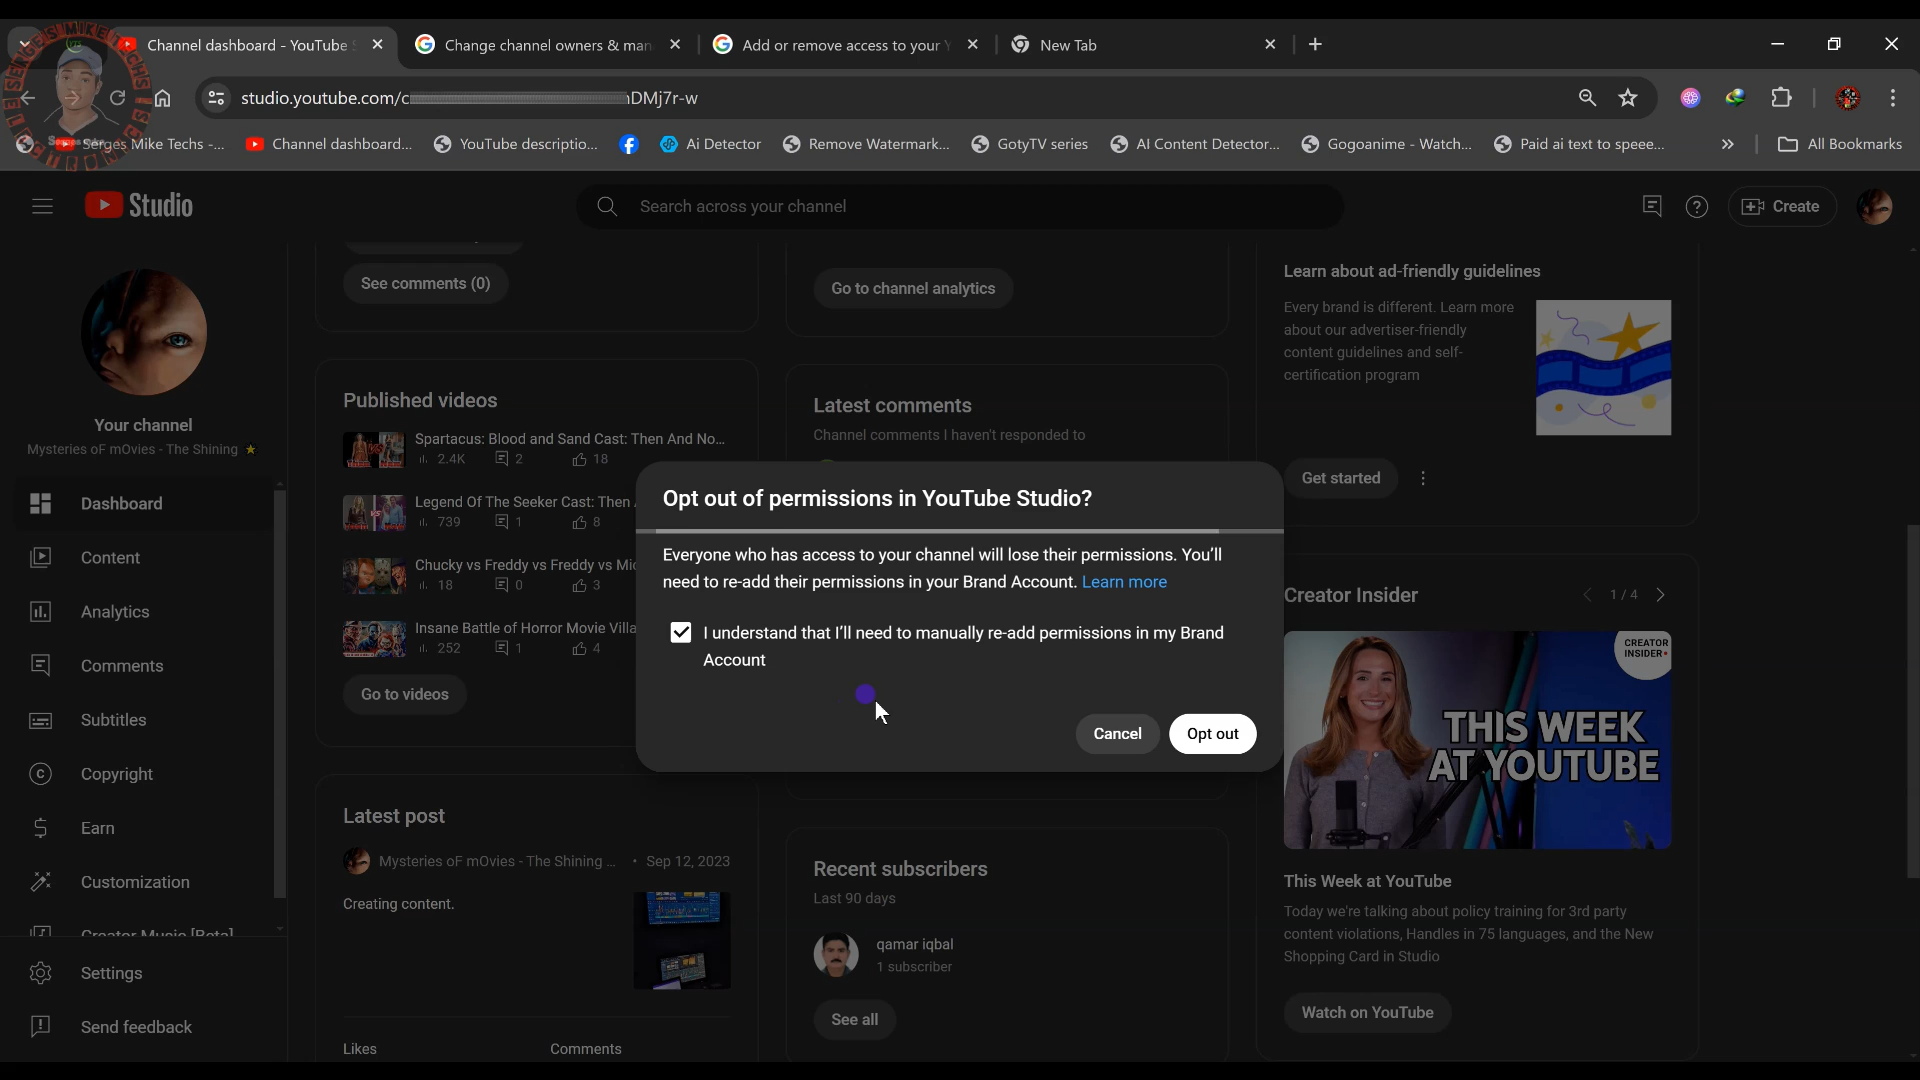 Channel dashboard - YouTube S
Change channel owners & man
Add or remove access to your Y
New Tab
studio.youtube.com/c
DMj7r-w
Serges Mike Techs -...
Channel dashboard...
YouTube descriptio...
Ai Detector
Remove Watermark...
GotyTV series
AI Content Detector...
Gogoanime - Watch...
Paid ai text to speee...
All Bookmarks
Studio
Search across your channel
Create
Your channel
Mysteries oF mOvies - The Shining
Dashboard
Content
Analytics
Comments
Subtitles
Copyright
Earn
Customization
Creator Music [Beta]
Settings
Send feedback
See comments (0)
Published videos
Spartacus: Blood and Sand Cast: Then And No...
2.4K 2 18
Legend Of The Seeker Cast: Then
739 1 8
Chucky vs Freddy vs Mi
18 0 3
Insane Battle of Horror Movie Villa
252 1 4
Go to videos
Latest post
Mysteries oF mOvies - The Shining ... • Sep 12, 2023
Creating content.
Likes Comments
Go to channel analytics
Latest comments
Channel comments I haven't responded to
Opt out of permissions in YouTube Studio?
Everyone who has access to your channel will lose their permissions. You'll
need to re-add their permissions in your Brand Account. Learn more
I understand that I'll need to manually re-add permissions in my Brand
Account
Cancel
Opt out
Recent subscribers
Last 90 days
qamar iqbal
1 subscriber
See all
Learn about ad-friendly guidelines
Every brand is different. Learn more
about our advertiser-friendly
content guidelines and self-
certification program
Get started
Creator Insider
1 / 4
CREATOR
INSIDER
THIS WEEK
AT YOUTUBE
This Week at YouTube
Today we're talking about policy training for 3rd party
content violations, Handles in 75 languages, and the New
Shopping Card in Studio
Watch on YouTube